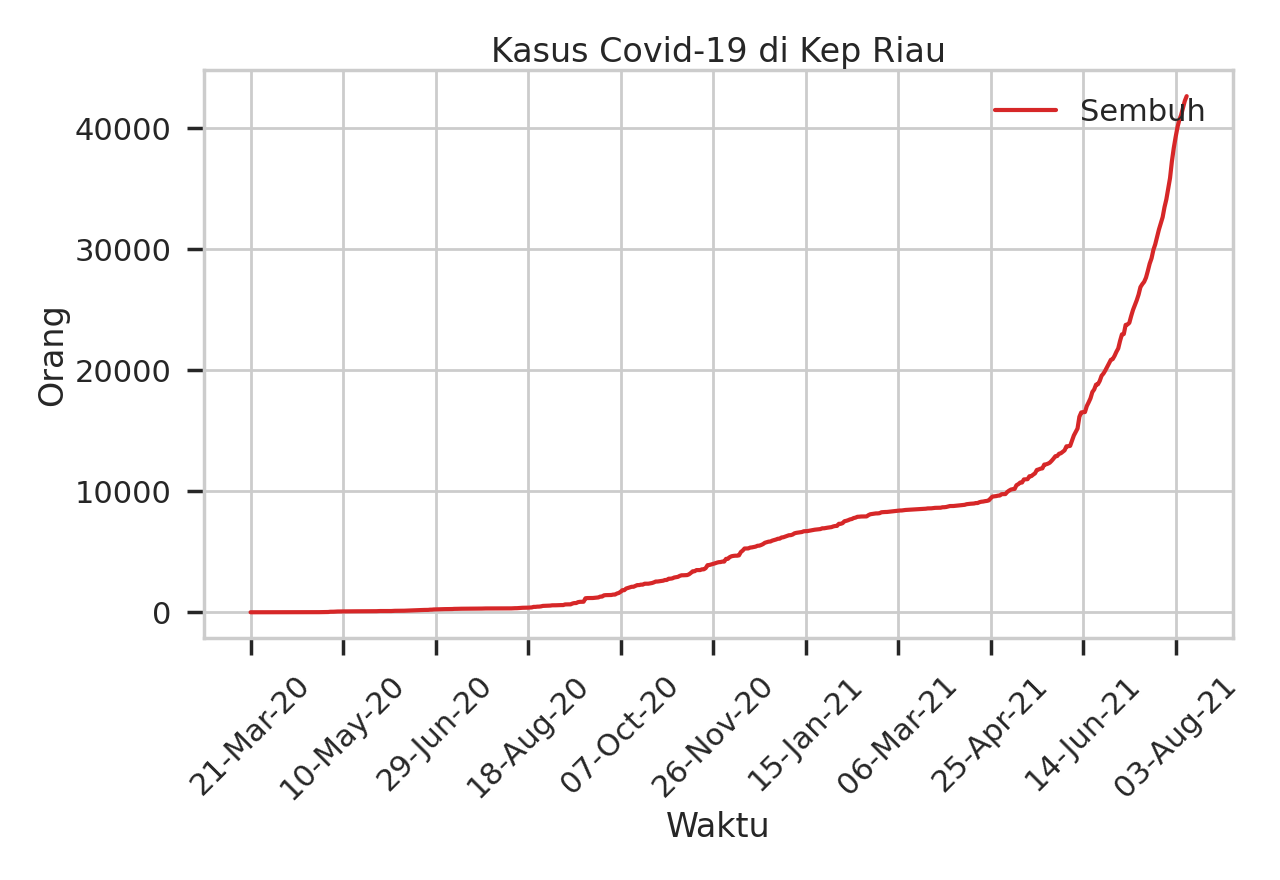 Kasus Covid-19 di Kep Riau
Sembuh
Orang
40000
30000
20000
10000
0
21-Mar-20
10-May-20
29-Jun-20
18-Aug-20
07-Oct-20
26-Nov-20
15-Jan-21
06-Mar-21
25-Apr-21
14-Jun-21
03-Aug-21
Waktu